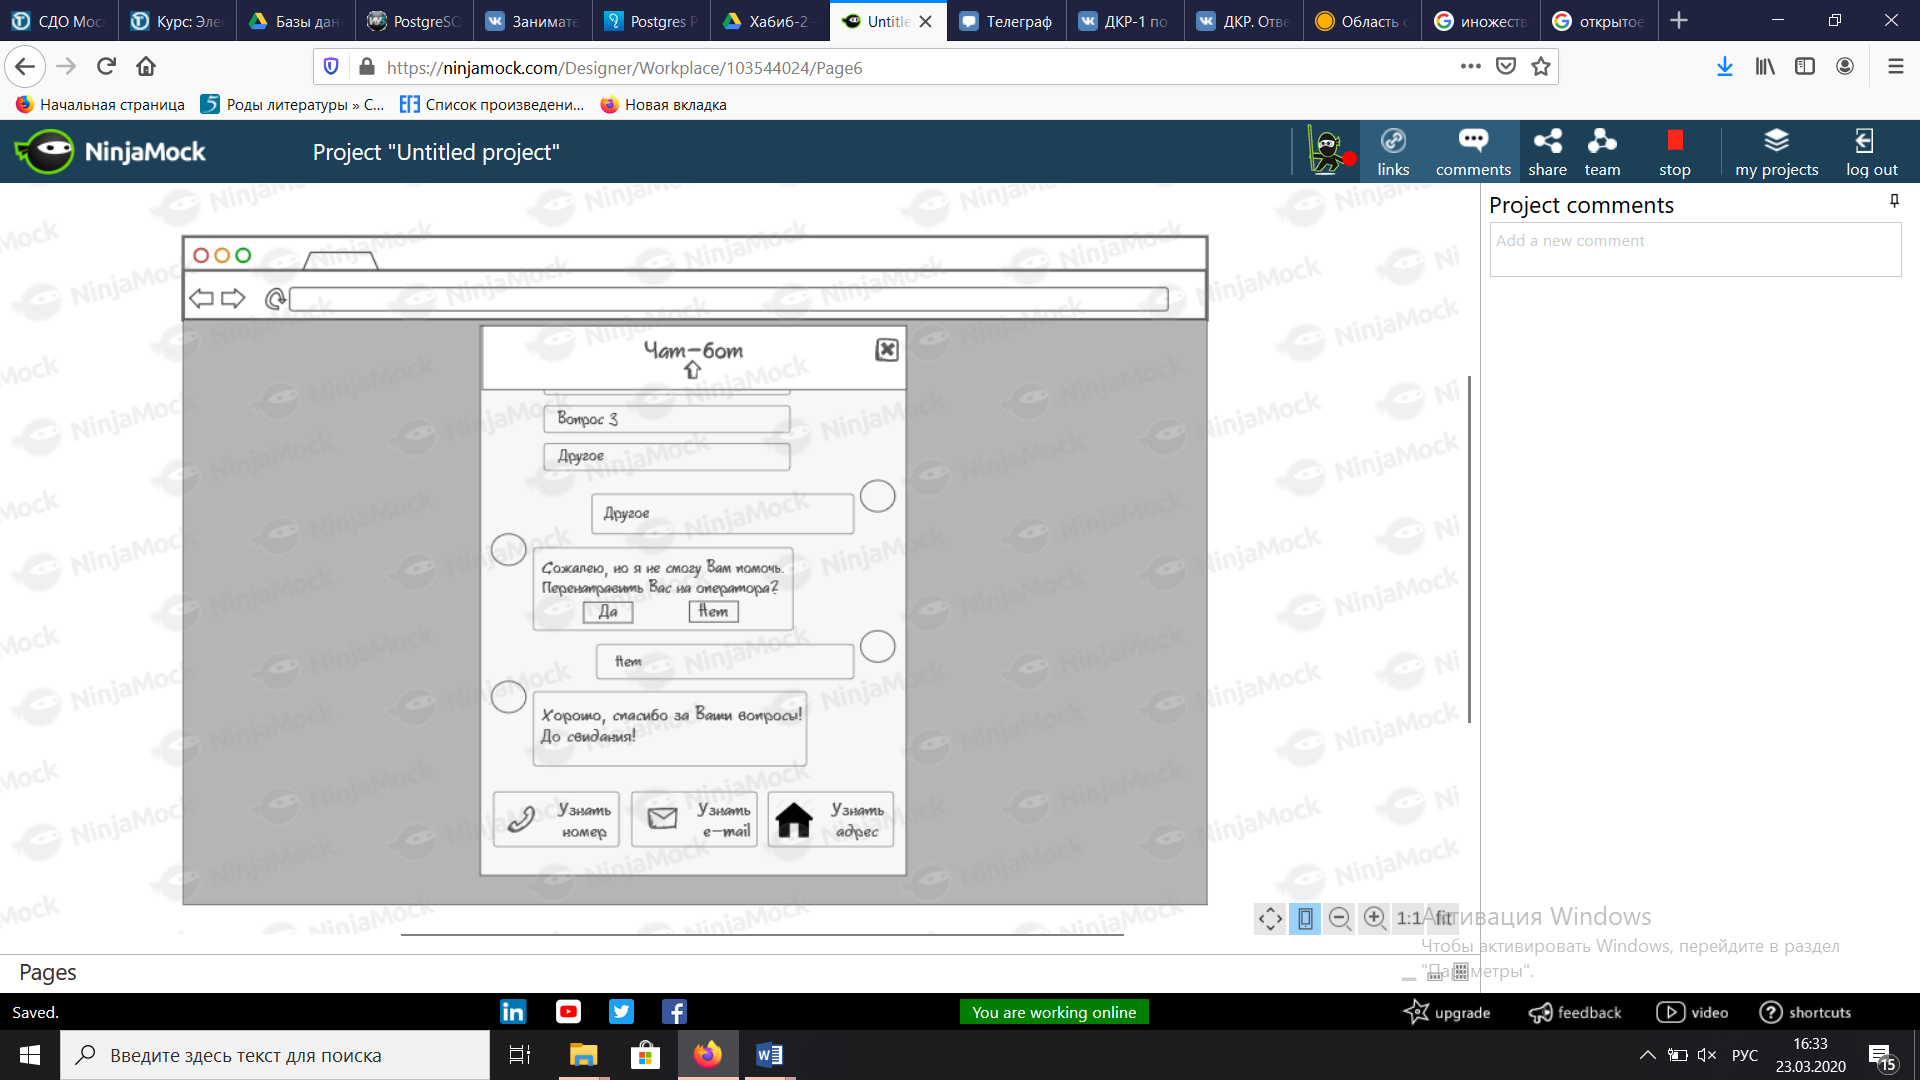 СДО Мос
Курс: Эле
Базы дан
PostgreSQ
Занимате
Postgres P
Хабиб-2 -
Untitle
Телеграф
ДКР-1 по
ДКР. Отве
Область о
иножеств
открытое
https://ninjamock.com/Designer/Workplace/103544024/Page6
Начальная страница
Роды литературы » С...
Список произведени...
Новая вкладка
NinjaMock
Project "Untitled project"
links
comments
share
team
stop
my projects
log out
Project comments
Add a new comment
Чат-бот
Вопрос 3
Другое
Другое
Сожалею, но я не смогу Вам помочь.
Перенаправить Вас на оператора?
Да
Нет
Нет
Хорошо, спасибо за Ваши вопросы!
До свидания!
Узнать
номер
Узнать
e-mail
Узнать
адрес
1:1
fit
Активация Windows
Чтобы активировать Windows, перейдите в раздел
"Параметры".
Pages
Saved.
You are working online
upgrade
feedback
video
shortcuts
Введите здесь текст для поиска
РУС
16:33
23.03.2020
15